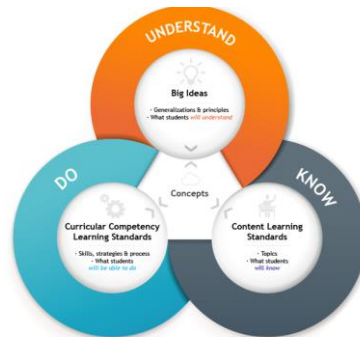 UNDERSTAND
Big Ideas
- Generalizations & principles
- What students will understand
DO
KNOW
Concepts
Curricular Competency
Learning Standards
- Skills, strategies & process
- What students
will be able to do
Content Learning
Standards
- Topics
- What students
will know